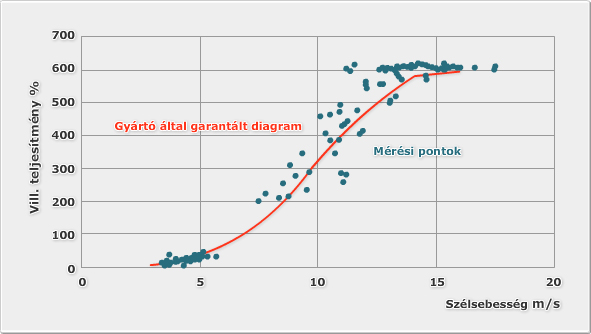 700
600
500
400
300
200
100
0
Vill. teljesítmény %
Gyártó által garantált diagram
Mérési pontok
0 5 10 15 20
Szélsebesség m/s